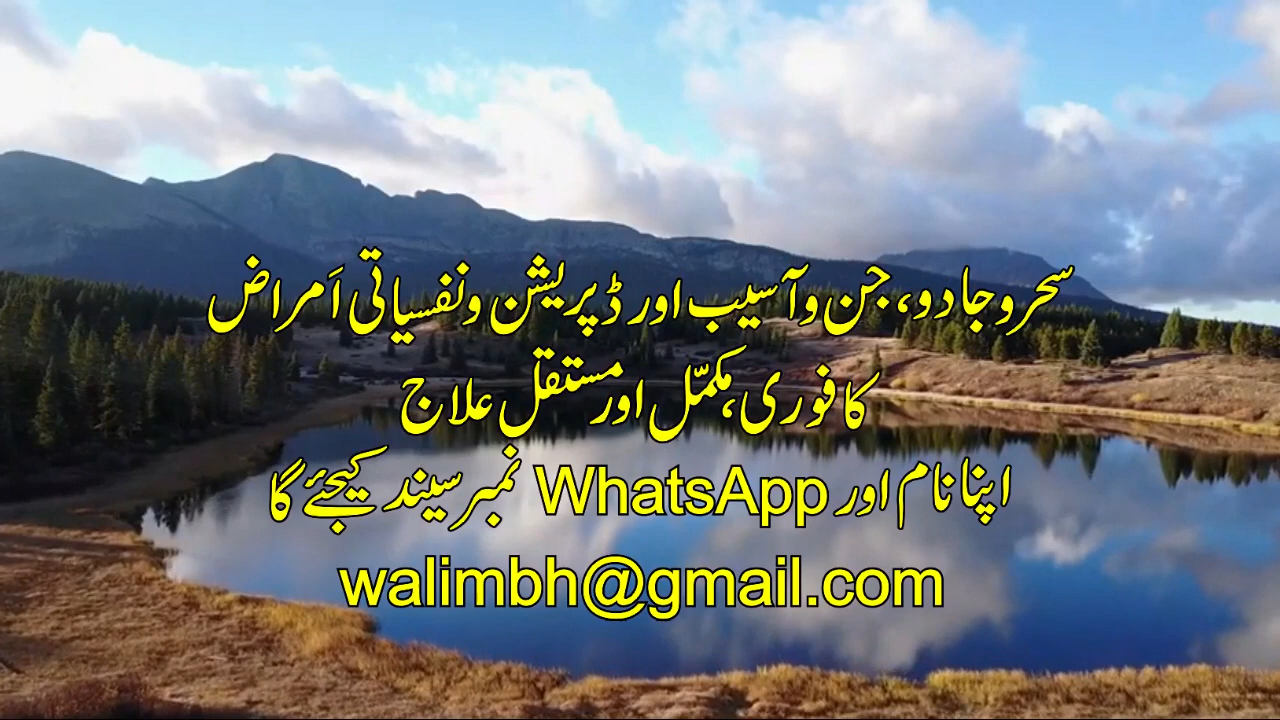 سحر و جادو، جن و آسیب اور ڈپریشن و نفسیاتی اَمراض
کا فوری، مکمّل اور مستقل علاج
اپنا نام اور WhatsApp نمبر سینڈ کیجئے گا
walimbh@gmail.com